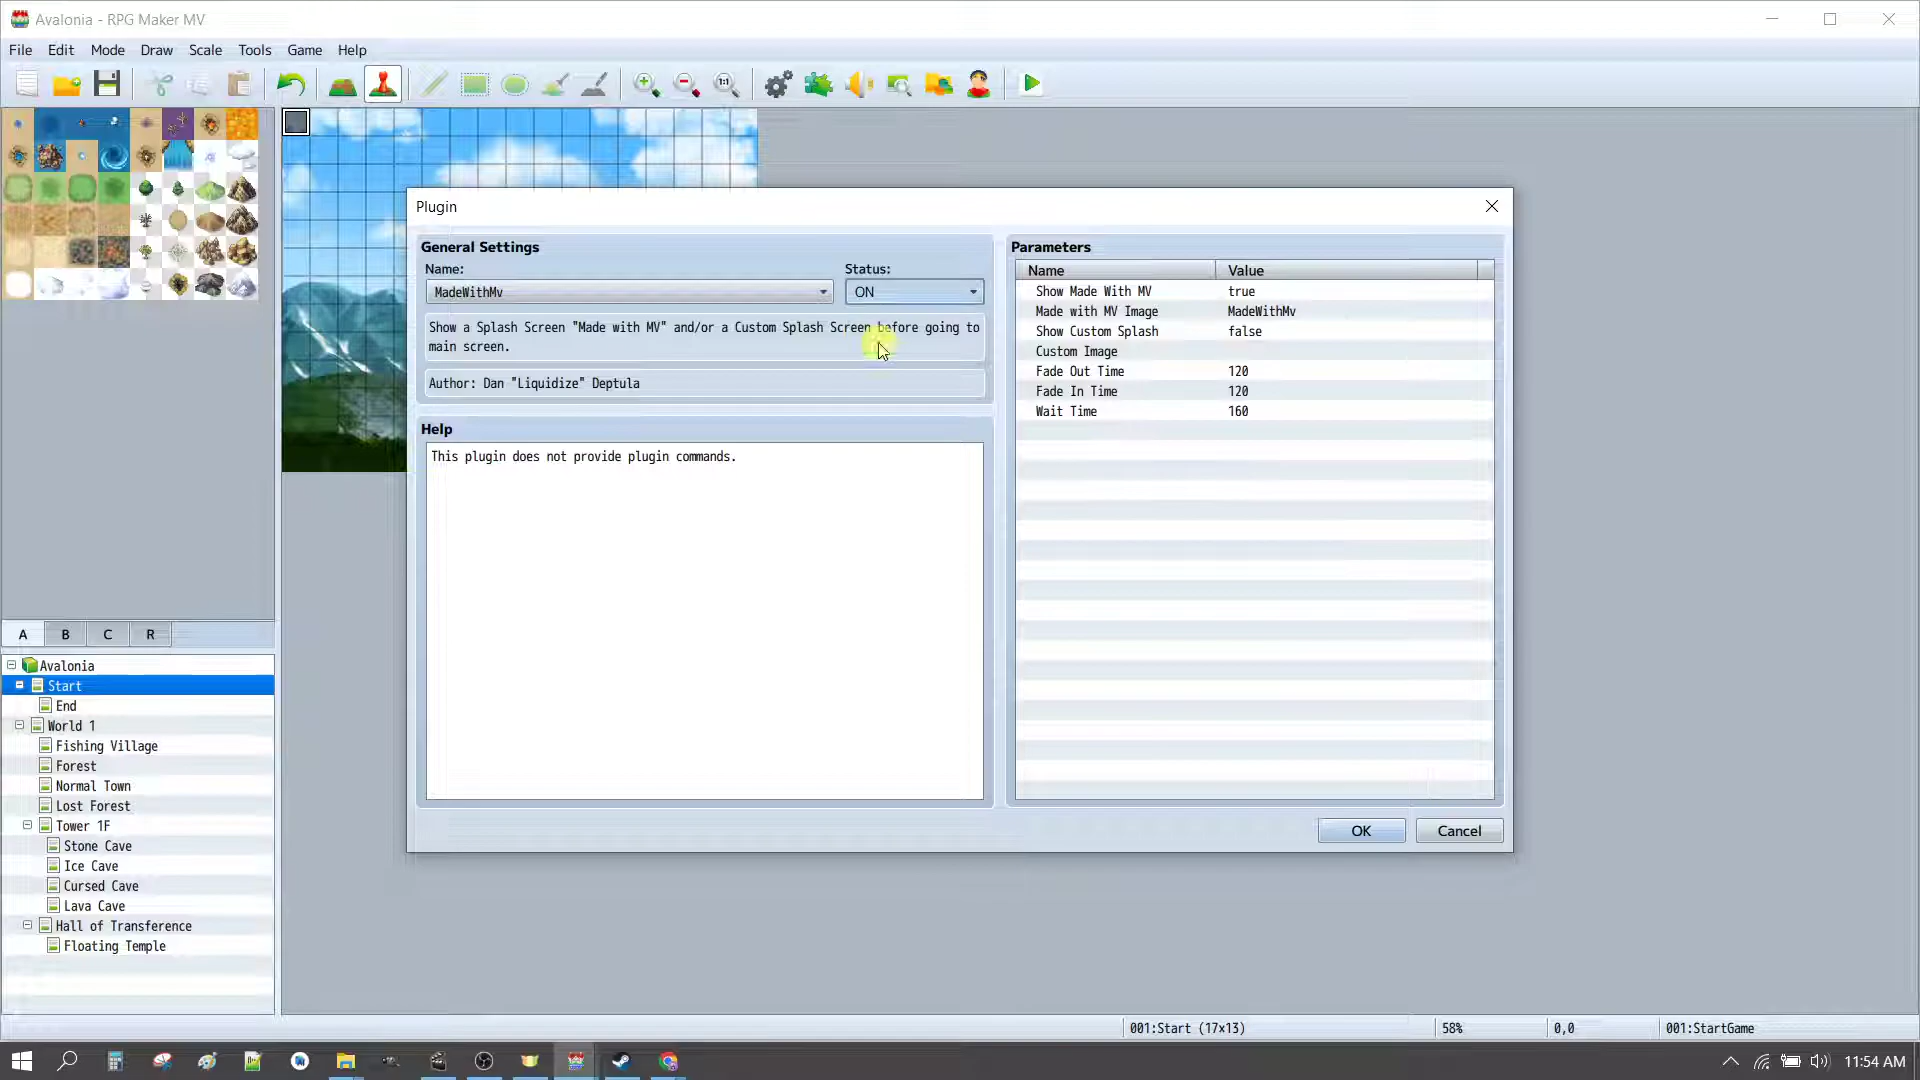 Avalonia - RPG Maker MV
File Edit Mode Draw Scale Tools Game Help
1:1
Plugin
General Settings
Name:
Status:
MadeWithMv
ON
Show a Splash Screen "Made with MV" and/or a Custom Splash Screen before going to
main screen.
Author: Dan "Liquidize" Deptula
Help
This plugin does not provide plugin commands.
Parameters
Name Value
Show Made With MV true
Made with MV Image MadeWithMv
Show Custom Splash false
Custom Image
Fade Out Time 120
Fade In Time 120
Wait Time 160
OK Cancel
A B C R
Avalonia
Start
End
World 1
Fishing Village
Forest
Normal Town
Lost Forest
Tower 1F
Stone Cave
Ice Cave
Cursed Cave
Lava Cave
Hall of Transference
Floating Temple
001:Start (17x13) 58% 0,0 001:StartGame
11:54 AM